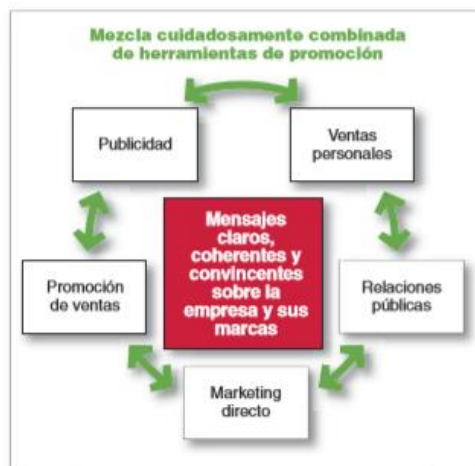 Mezcla cuidadosamente combinada
de herramientas de promoción
Publicidad
Ventas
personales
Mensajes
claros,
coherentes y
convincentes
sobre la
empresa y sus
marcas
Promoción
de ventas
Relaciones
públicas
Marketing
directo